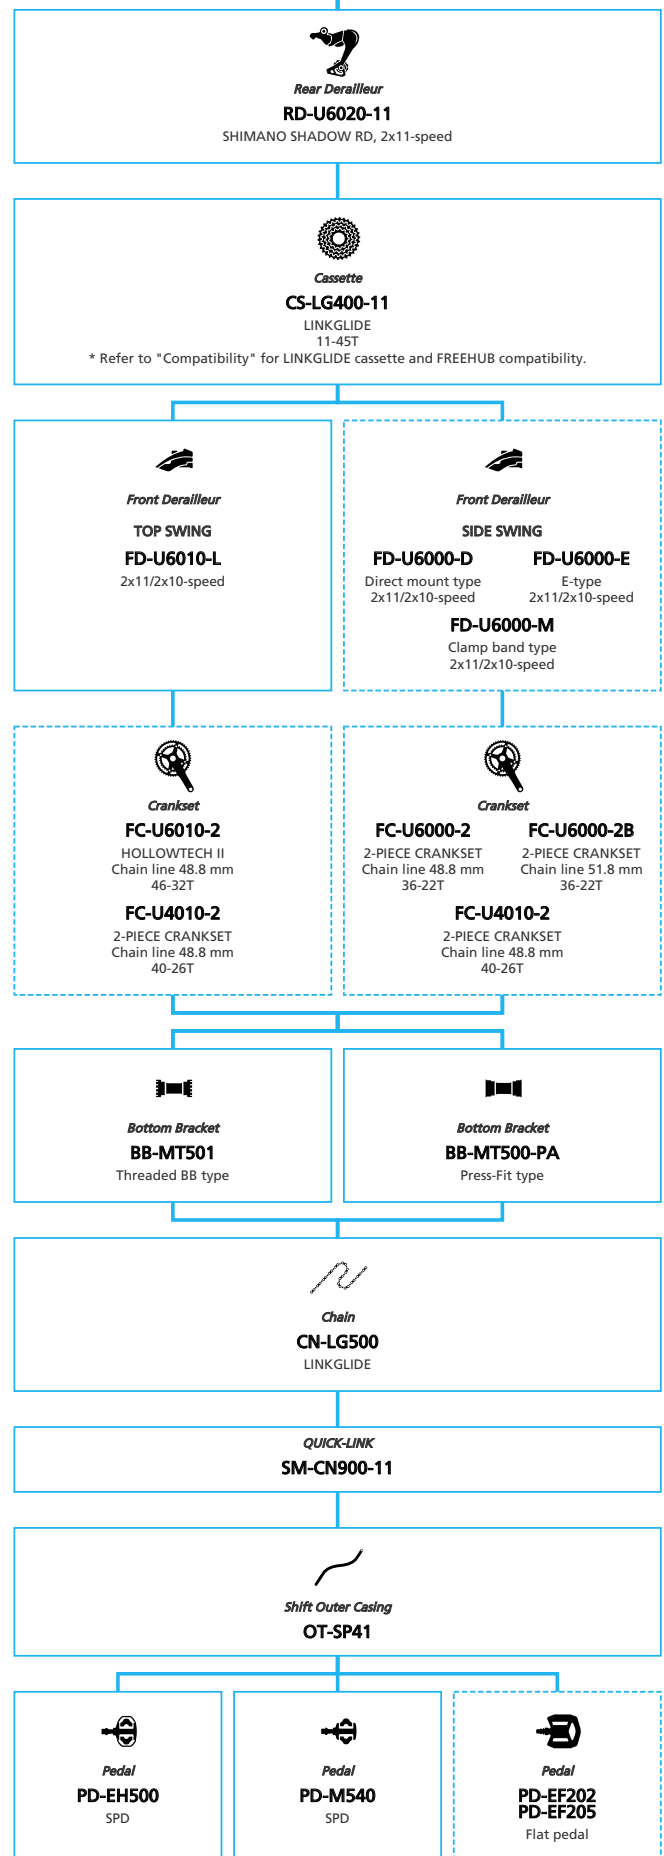 Rear Derailleur
RD-U6020-11
SHIMANO SHADOW RD, 2x11-speed
Cassette
CS-LG400-11
LINKGLIDE
11-45T
* Refer to "Compatibility" for LINKGLIDE cassette and FREEHUB compatibility.
Front Derailleur
TOP SWING
FD-U6010-L
2x11/2x10-speed
Front Derailleur
SIDE SWING
FD-U6000-D
Direct mount type
2x11/2x10-speed
FD-U6000-E
E-type
2x11/2x10-speed
FD-U6000-M
Clamp band type
2x11/2x10-speed
Crankset
FC-U6010-2
HOLLOWTECH II
Chain line 48.8 mm
46-32T
FC-U4010-2
2-PIECE CRANKSET
Chain line 48.8 mm
40-26T
Crankset
FC-U6000-2
2-PIECE CRANKSET
Chain line 48.8 mm
36-22T
FC-U6000-2B
2-PIECE CRANKSET
Chain line 51.8 mm
36-22T
FC-U4010-2
2-PIECE CRANKSET
Chain line 48.8 mm
40-26T
Bottom Bracket
BB-MT501
Threaded BB type
Bottom Bracket
BB-MT500-PA
Press-Fit type
Chain
CN-LG500
LINKGLIDE
QUICK-LINK
SM-CN900-11
Shift Outer Casing
OT-SP41
Pedal
PD-EH500
SPD
Pedal
PD-M540
SPD
Pedal
PD-EF202
PD-EF205
Flat pedal